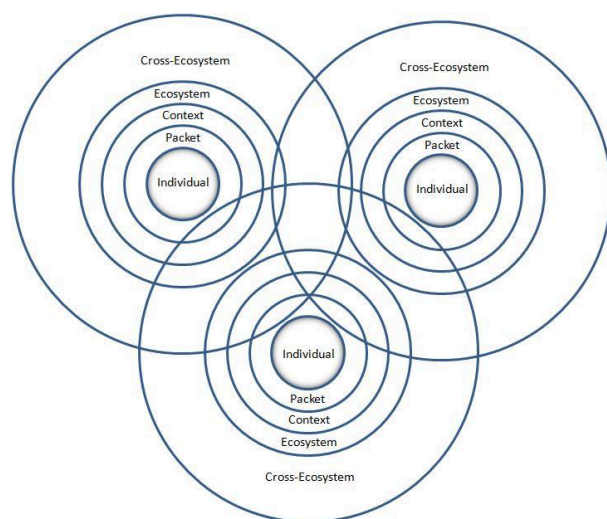 Cross-Ecosystem
Ecosystem
Context
Packet
Individual
Cross-Ecosystem
Ecosystem
Context
Packet
Individual
Individual
Packet
Context
Ecosystem
Cross-Ecosystem